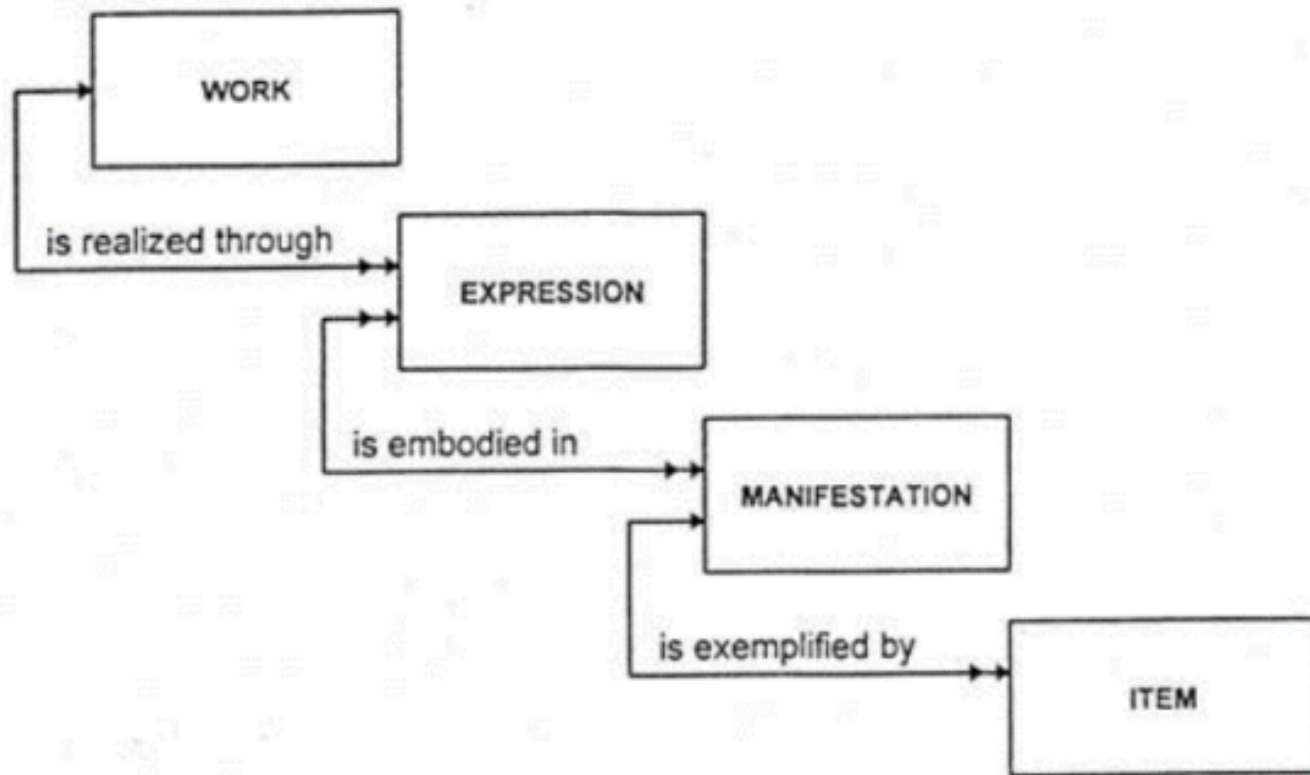 WORK
is realized through
EXPRESSION
is embodied in
MANIFESTATION
is exemplified by
ITEM